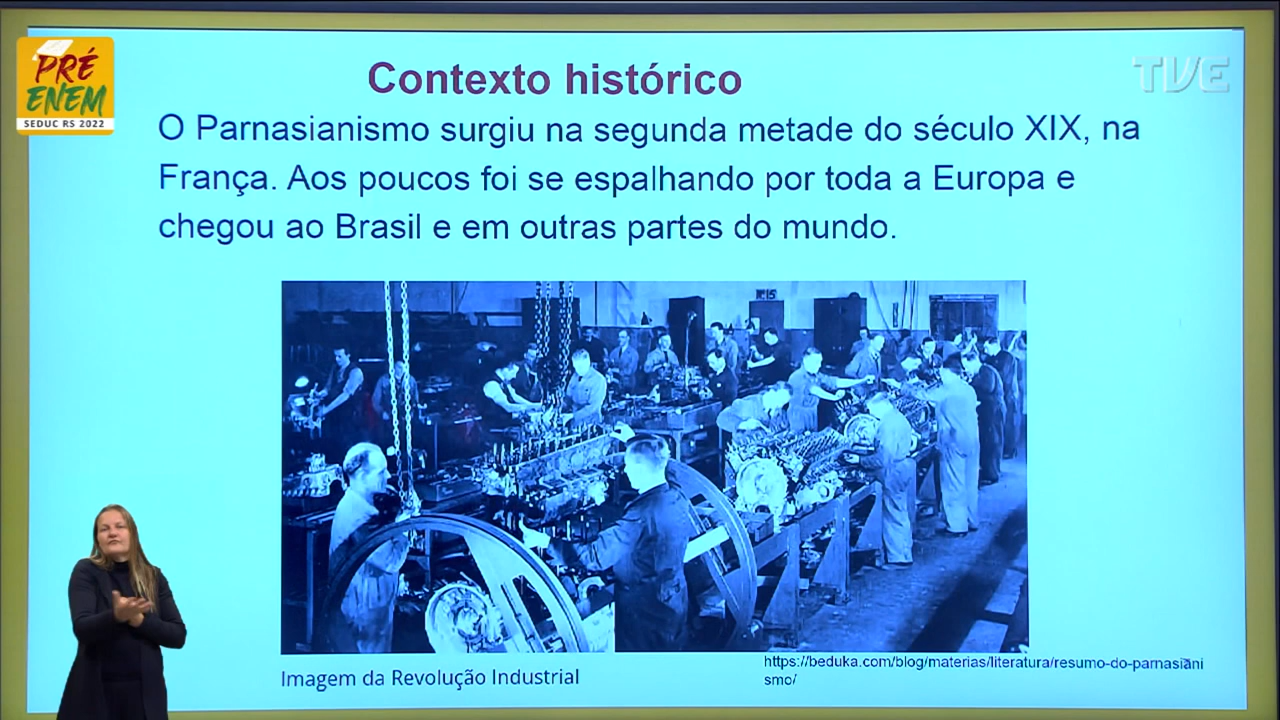 PRÉ
ENEM
SEDUC RS 2022
TVE
Contexto histórico
O Parnasianismo surgiu na segunda metade do século XIX, na
França. Aos poucos foi se espalhando por toda a Europa e
chegou ao Brasil e em outras partes do mundo.
Imagem da Revolução Industrial
https://beduka.com/blog/materias/literatura/resumo-do-parnasiani
smo/